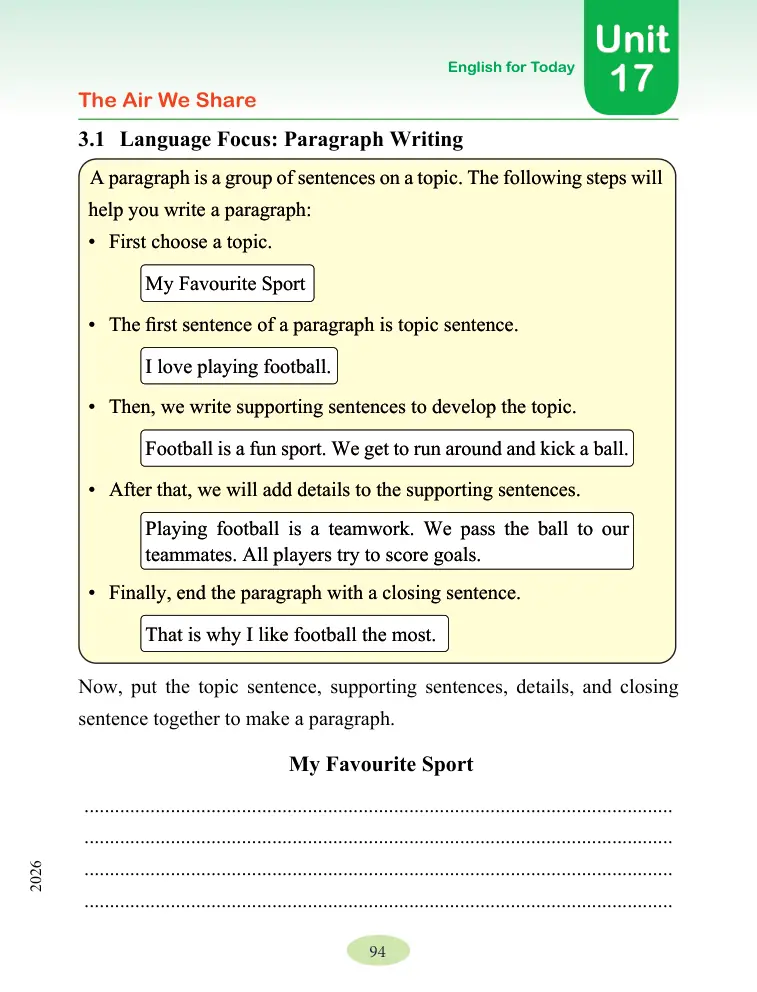 Unit
17
English for Today
The Air We Share
3.1 Language Focus: Paragraph Writing
A paragraph is a group of sentences on a topic. The following steps will
help you write a paragraph:
• First choose a topic.
My Favourite Sport
• The first sentence of a paragraph is topic sentence.
I love playing football.
• Then, we write supporting sentences to develop the topic.
Football is a fun sport. We get to run around and kick a ball.
• After that, we will add details to the supporting sentences.
Playing football is a teamwork. We pass the ball to our
teammates. All players try to score goals.
• Finally, end the paragraph with a closing sentence.
That is why I like football the most.
Now, put the topic sentence, supporting sentences, details, and closing
sentence together to make a paragraph.
My Favourite Sport
....................................................................................................................
....................................................................................................................
....................................................................................................................
....................................................................................................................
2026
94